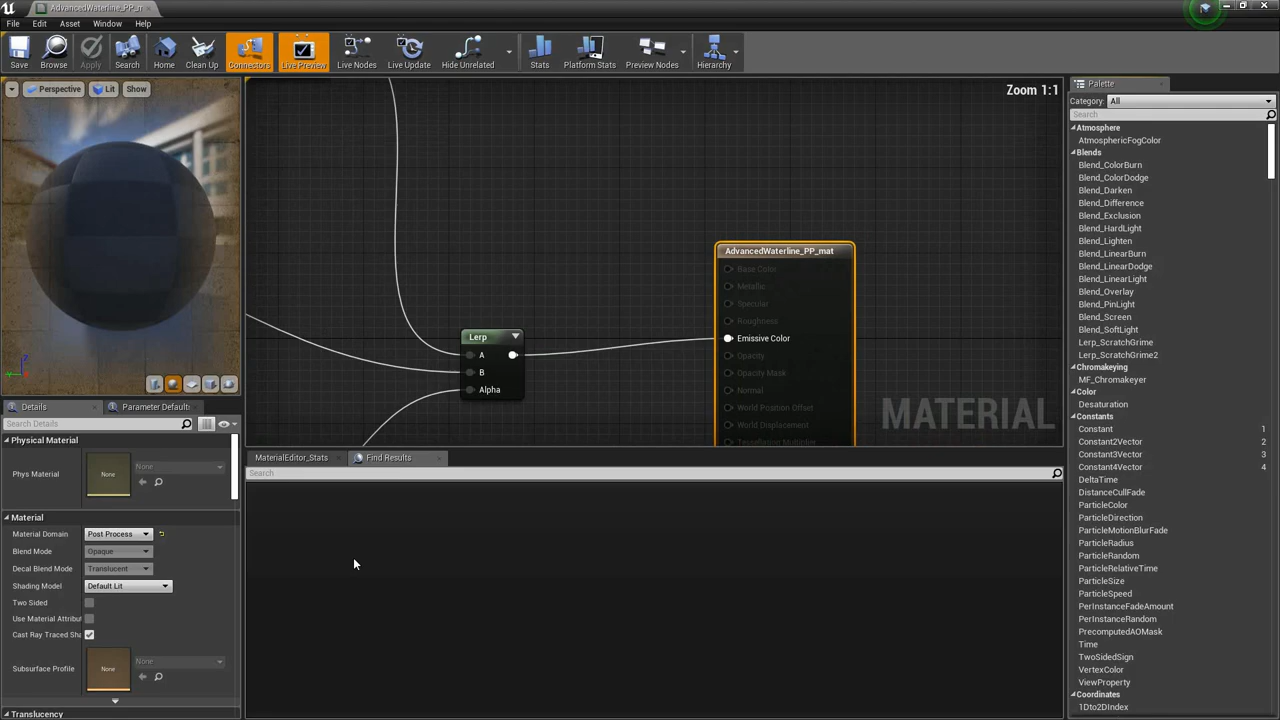 AdvancedWaterline_PP_m
File Edit Asset Window Help
Save Browse Apply Search Home Clean Up Connectors Live Preview Live Nodes Live Update Hide Unrelated Stats Platform Stats Preview Nodes Hierarchy
Perspective Lit Show
Zoom 1:1
AdvancedWaterline_PP_mat
Base Color
Metallic
Specular
Roughness
Emissive Color
Opacity
Opacity Mask
Normal
World Position Offset
World Displacement
Tessellation Multiplier
Lerp
A
B
Alpha
MATERIAL
Details Parameter Default
Search Details
Physical Material
Phys Material None None
Material
Material Domain Post Process
Blend Mode Opaque
Decal Blend Mode Translucent
Shading Model Default Lit
Two Sided
Use Material Attribut
Cast Ray Traced Sha
Subsurface Profile None None
Translucency
MaterialEditor_Stats Find Results
Search
Palette
Category: All
Search
Atmosphere
AtmosphericFogColor
Blends
Blend_ColorBurn
Blend_ColorDodge
Blend_Darken
Blend_Difference
Blend_Exclusion
Blend_HardLight
Blend_Lighten
Blend_LinearBurn
Blend_LinearDodge
Blend_LinearLight
Blend_Overlay
Blend_PinLight
Blend_Screen
Blend_SoftLight
Lerp_ScratchGrime
Lerp_ScratchGrime2
Chromakeying
MF_Chromakeyer
Color
Desaturation
Constants
Constant 1
Constant2Vector 2
Constant3Vector 3
Constant4Vector 4
DeltaTime
DistanceCullFade
ParticleColor
ParticleDirection
ParticleMotionBlurFade
ParticleRadius
ParticleRandom
ParticleRelativeTime
ParticleSize
ParticleSpeed
PerInstanceFadeAmount
PerInstanceRandom
PrecomputedAOMask
Time
TwoSidedSign
VertexColor
ViewProperty
Coordinates
1Dto2DIndex